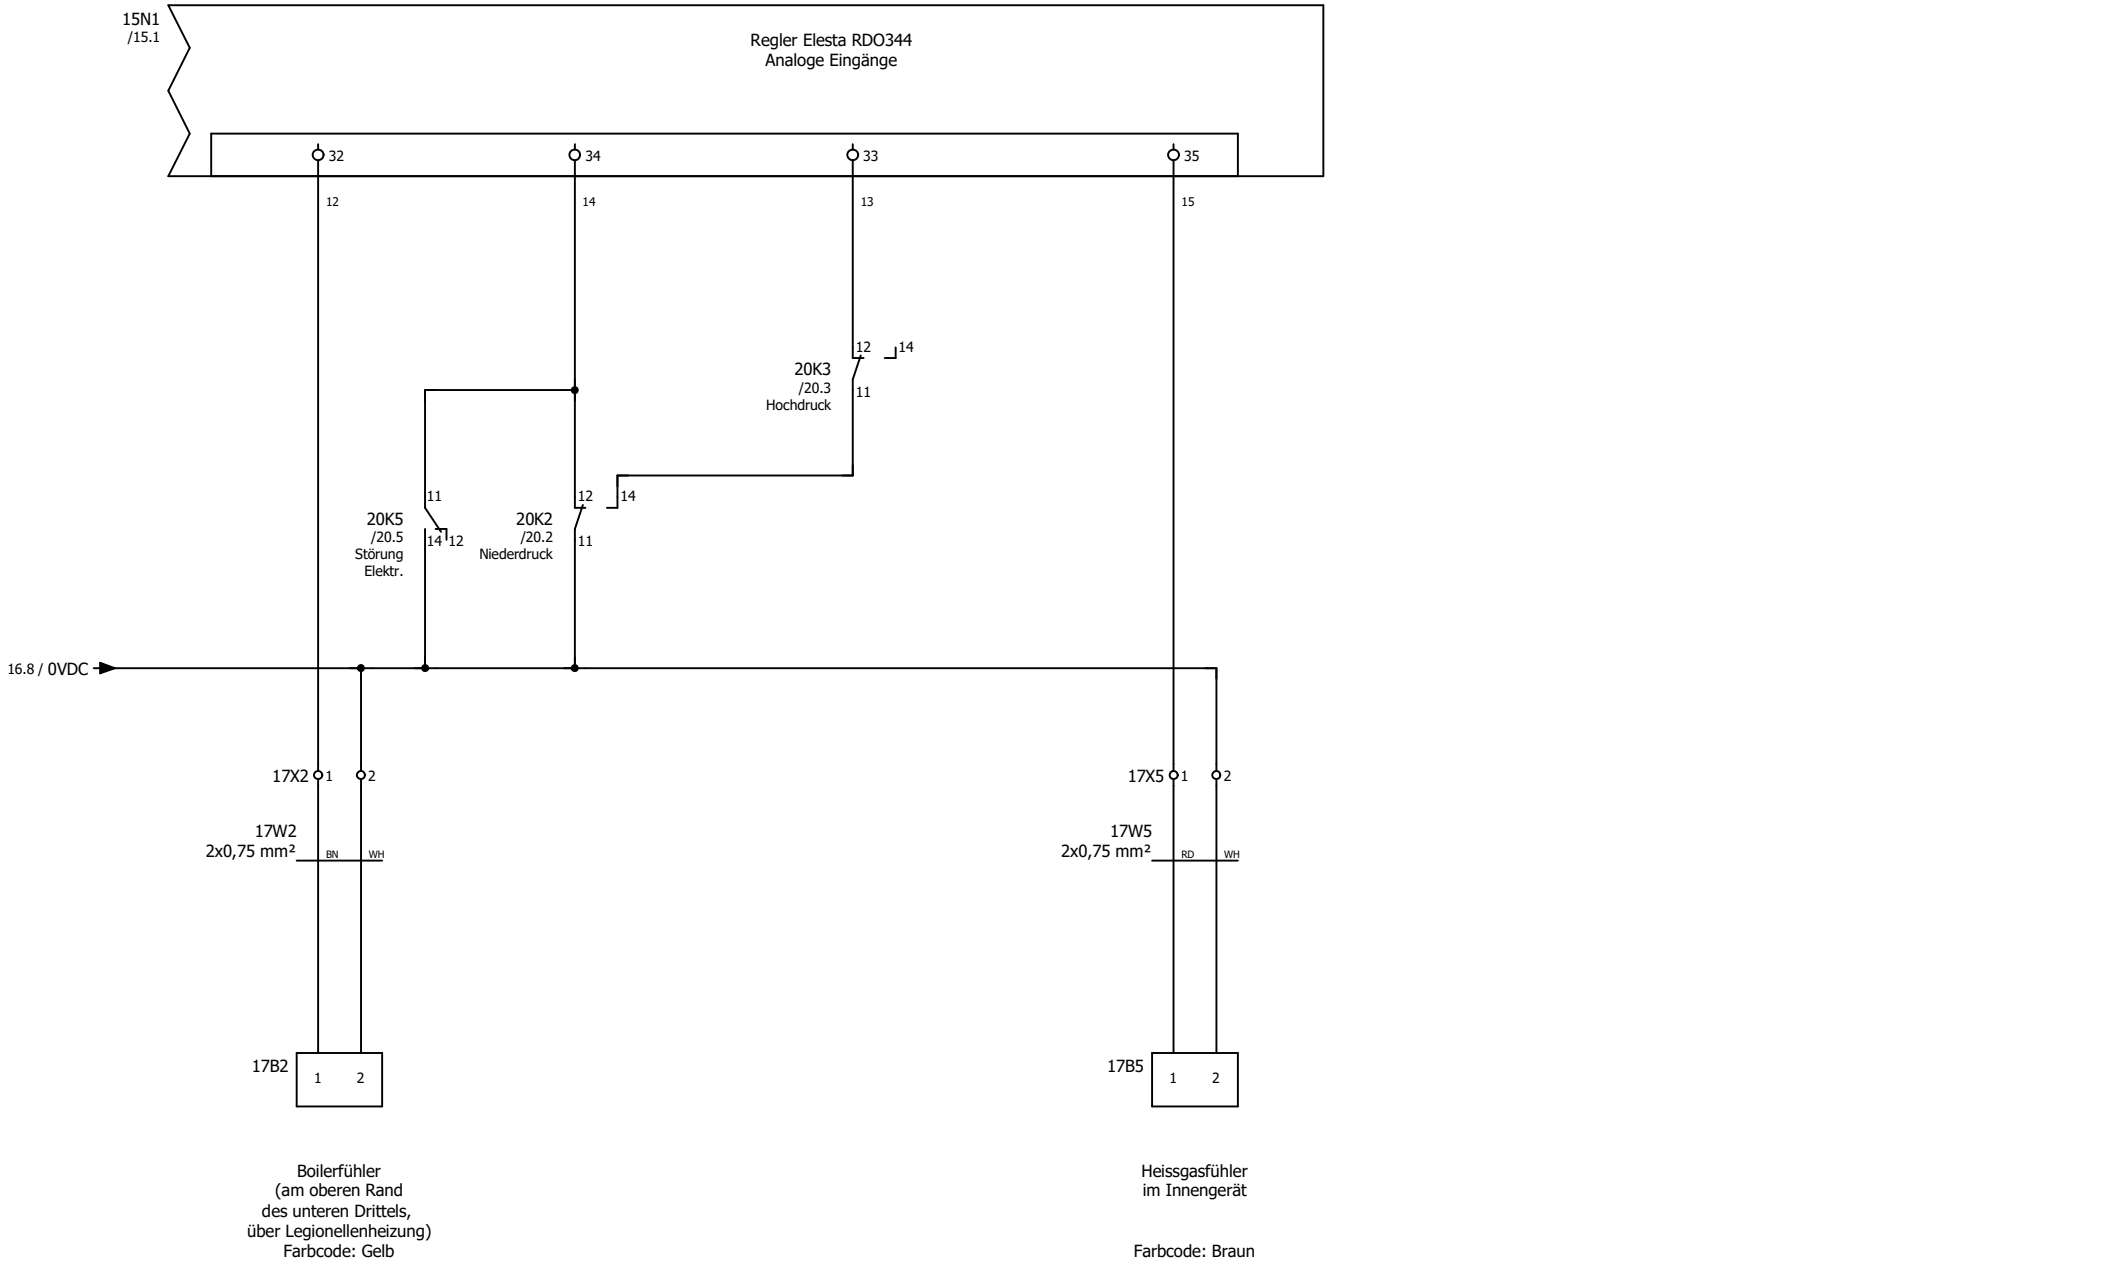 15N1
/15.1
Regler Elesta RDO344
Analoge Eingänge
32
34
33
35
12
14
13
15
12
14
20K3
/20.3
Hochdruck
11
11
12
14
20K5
/20.5
Störung
Elektr.
14
12
20K2
/20.2
Niederdruck
11
16.8 / 0VDC
17X2
1
2
17X5
1
2
17W2
2x0,75 mm²
BN
WH
17W5
2x0,75 mm²
RD
WH
17B2
1
2
17B5
1
2
Boilerfühler
(am oberen Rand
des unteren Drittels,
über Legionellenheizung)
Farbcode: Gelb
Heissgasfühler
im Innengerät
Farbcode: Braun